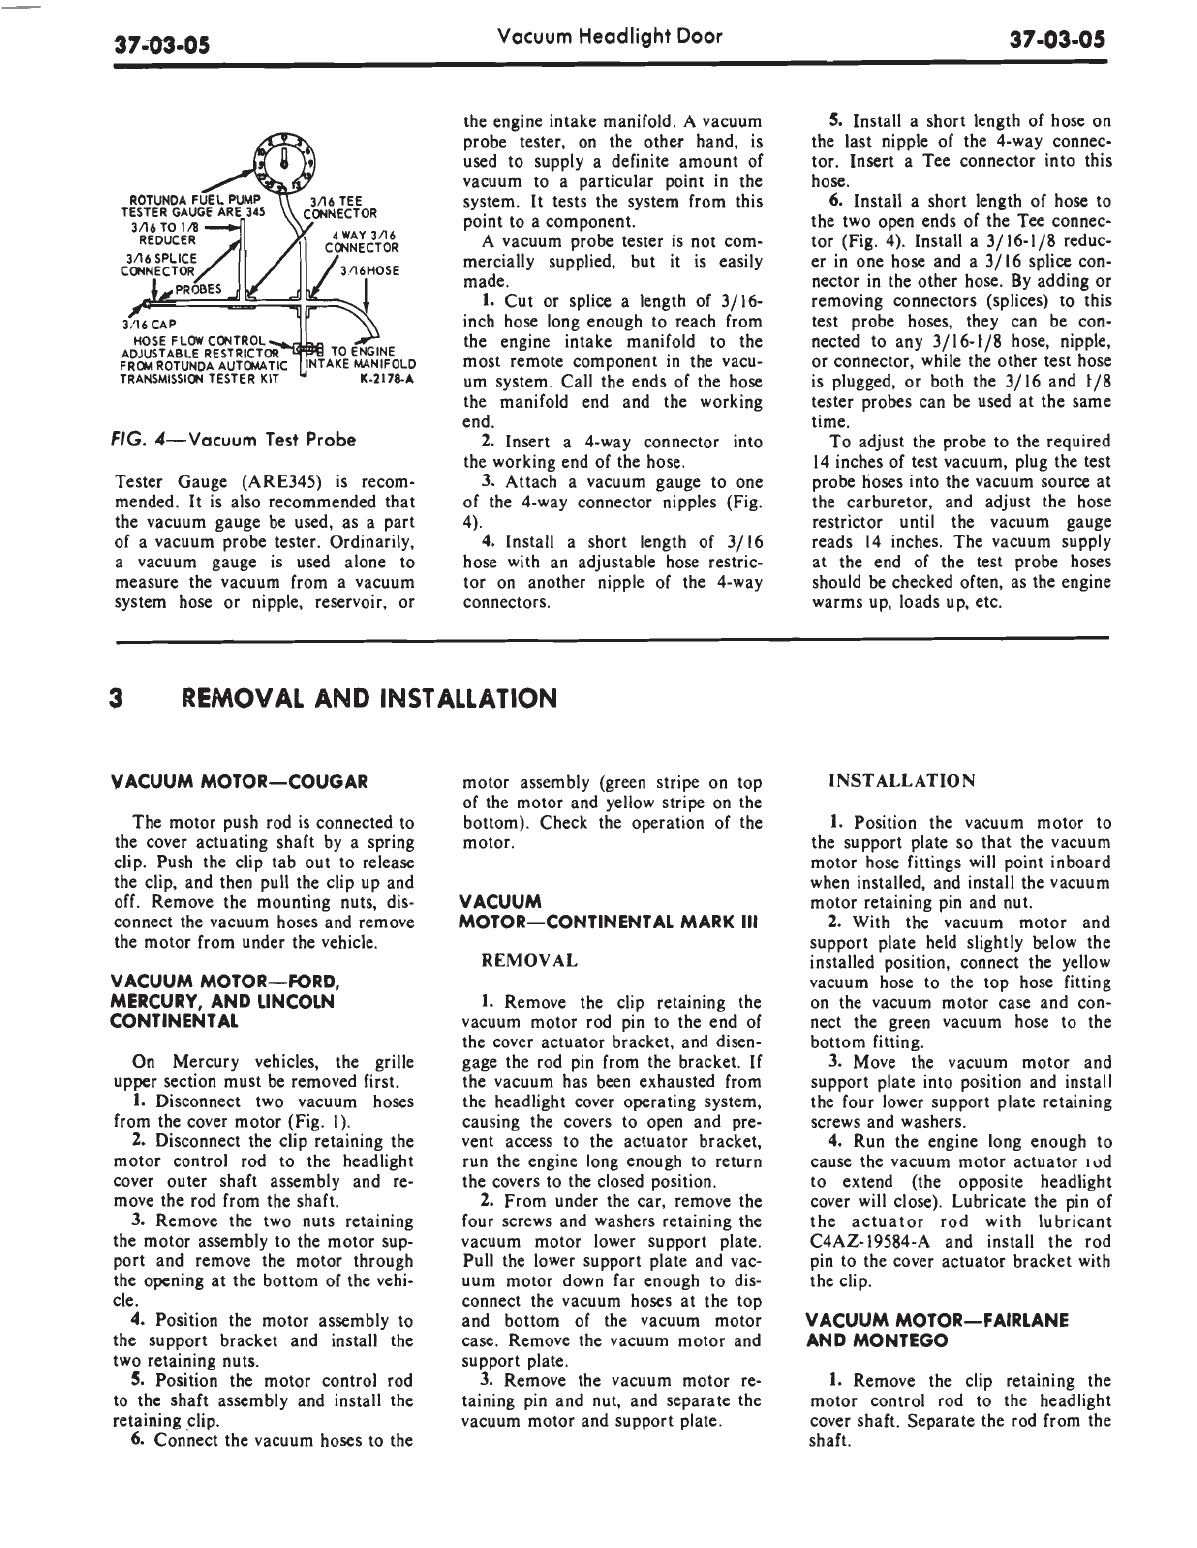 37-03-05
Vacuum Headlight Door
37-03-05
ROTUNDA FUEL PUMP
TESTER GAUGE ARE 345
3/16 TEE
CONNECTOR
3/16 TO 1/8
REDUCER
4 WAY 3/16
CONNECTOR
3/16 SPLICE
CONNECTOR
3/16 HOSE
PROBES
3/16 CAP
HOSE FLOW CONTROL
ADJUSTABLE RESTRICTOR
FROM ROTUNDA AUTOMATIC
TRANSMISSION TESTER KIT
TO ENGINE
INTAKE MANIFOLD
K-2178-A
FIG. 4—Vacuum Test Probe
Tester Gauge (ARE345) is recom-
mended. It is also recommended that
the vacuum gauge be used, as a part
of a vacuum probe tester. Ordinarily,
a vacuum gauge is used alone to
measure the vacuum from a vacuum
system hose or nipple, reservoir, or
the engine intake manifold. A vacuum
probe tester, on the other hand, is
used to supply a definite amount of
vacuum to a particular point in the
system. It tests the system from this
point to a component.
A vacuum probe tester is not com-
mercially supplied, but it is easily
made.
1. Cut or splice a length of 3/16-
inch hose long enough to reach from
the engine intake manifold to the
most remote component in the vacu-
um system. Call the ends of the hose
the manifold end and the working
end.
2. Insert a 4-way connector into
the working end of the hose.
3. Attach a vacuum gauge to one
of the 4-way connector nipples (Fig.
4).
4. Install a short length of 3/16
hose with an adjustable hose restric-
tor on another nipple of the 4-way
connectors.
5. Install a short length of hose on
the last nipple of the 4-way connec-
tor. Insert a Tee connector into this
hose.
6. Install a short length of hose to
the two open ends of the Tee connec-
tor (Fig. 4). Install a 3/16-1/8 reduc-
er in one hose and a 3/16 splice con-
nector in the other hose. By adding or
removing connectors (splices) to this
test probe hoses, they can be con-
nected to any 3/16-1/8 hose, nipple,
or connector, while the other test hose
is plugged, or both the 3/16 and 1/8
tester probes can be used at the same
time.
To adjust the probe to the required
14 inches of test vacuum, plug the test
probe hoses into the vacuum source at
the carburetor, and adjust the hose
restrictor until the vacuum gauge
reads 14 inches. The vacuum supply
at the end of the test probe hoses
should be checked often, as the engine
warms up, loads up, etc.
3 REMOVAL AND INSTALLATION
VACUUM MOTOR—COUGAR
The motor push rod is connected to
the cover actuating shaft by a spring
clip. Push the clip tab out to release
the clip, and then pull the clip up and
off. Remove the mounting nuts, dis-
connect the vacuum hoses and remove
the motor from under the vehicle.
VACUUM MOTOR—FORD,
MERCURY, AND LINCOLN
CONTINENTAL
On Mercury vehicles, the grille
upper section must be removed first.
1. Disconnect two vacuum hoses
from the cover motor (Fig. 1).
2. Disconnect the clip retaining the
motor control rod to the headlight
cover outer shaft assembly and re-
move the rod from the shaft.
3. Remove the two nuts retaining
the motor assembly to the motor sup-
port and remove the motor through
the opening at the bottom of the vehi-
cle.
4. Position the motor assembly to
the support bracket and install the
two retaining nuts.
5. Position the motor control rod
to the shaft assembly and install the
retaining clip.
6. Connect the vacuum hoses to the
motor assembly (green stripe on top
of the motor and yellow stripe on the
bottom). Check the operation of the
motor.
VACUUM
MOTOR—CONTINENTAL MARK III
REMOVAL
1. Remove the clip retaining the
vacuum motor rod pin to the end of
the cover actuator bracket, and disen-
gage the rod pin from the bracket. If
the vacuum has been exhausted from
the headlight cover operating system,
causing the covers to open and pre-
vent access to the actuator bracket,
run the engine long enough to return
the covers to the closed position.
2. From under the car, remove the
four screws and washers retaining the
vacuum motor lower support plate.
Pull the lower support plate and vac-
uum motor down far enough to dis-
connect the vacuum hoses at the top
and bottom of the vacuum motor
case. Remove the vacuum motor and
support plate.
3. Remove the vacuum motor re-
taining pin and nut, and separate the
vacuum motor and support plate.
INSTALLATION
1. Position the vacuum motor to
the support plate so that the vacuum
motor hose fittings will point inboard
when installed, and install the vacuum
motor retaining pin and nut.
2. With the vacuum motor and
support plate held slightly below the
installed position, connect the yellow
vacuum hose to the top hose fitting
on the vacuum motor case and con-
nect the green vacuum hose to the
bottom fitting.
3. Move the vacuum motor and
support plate into position and install
the four lower support plate retaining
screws and washers.
4. Run the engine long enough to
cause the vacuum motor actuator rod
to extend (the opposite headlight
cover will close). Lubricate the pin of
the actuator rod with lubricant
C4AZ-19584-A and install the rod
pin to the cover actuator bracket with
the clip.
VACUUM MOTOR—FAIRLANE
AND MONTEGO
1. Remove the clip retaining the
motor control rod to the headlight
cover shaft. Separate the rod from the
shaft.